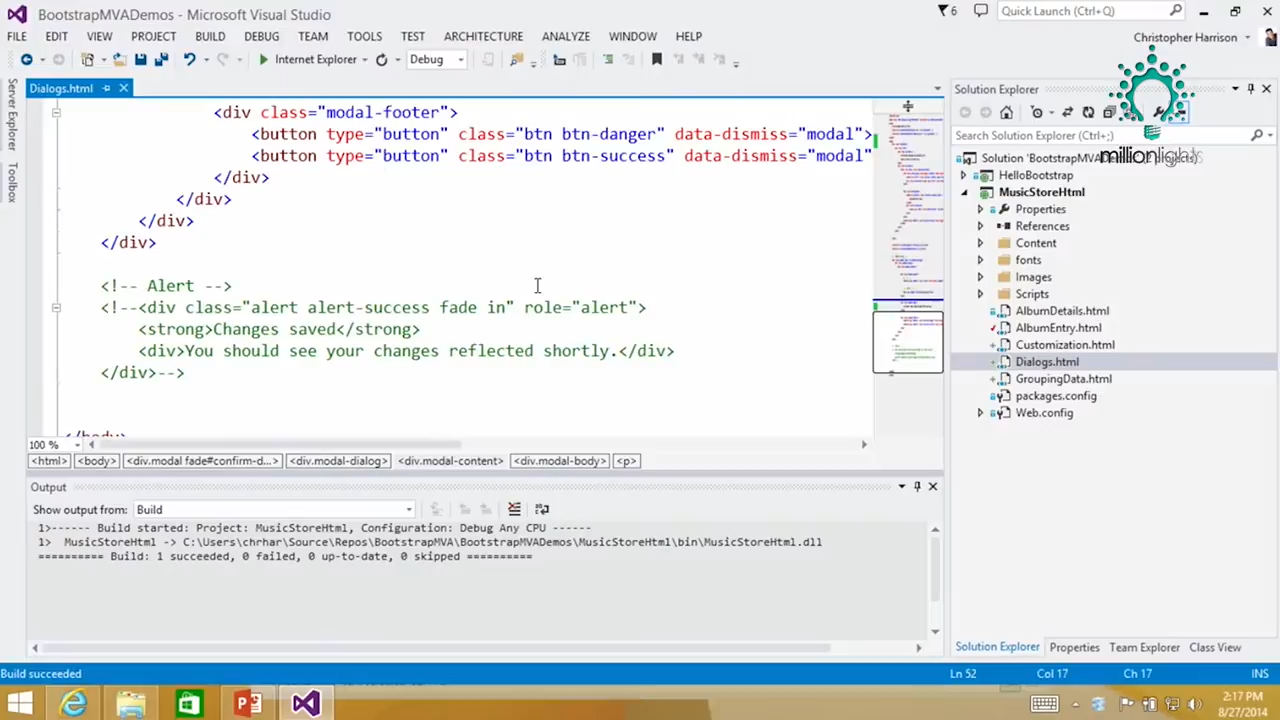 BootstrapMVADemos - Microsoft Visual Studio
6
Quick Launch (Ctrl+Q)
FILE EDIT VIEW PROJECT BUILD DEBUG TEAM TOOLS TEST ARCHITECTURE ANALYZE WINDOW HELP
Christopher Harrison
Internet Explorer
Debug
Dialogs.html
Server Explorer
Toolbox
<div class="modal-footer">
<button type="button" class="btn btn-danger" data-dismiss="modal">
<button type="button" class="btn btn-success" data-dismiss="modal"
</div>
</div>
</div>
</div>
<!-- Alert -->
<!--<div class="alert alert-success fade in" role="alert">
<strong>Changes saved</strong>
<div>You should see your changes reflected shortly.</div>
</div>-->
</body>
100 %
<html> <body> <div.modal fade#confirm-d...> <div.modal-dialog> <div.modal-content> <div.modal-body> <p>
Output
Show output from: Build
1>------ Build started: Project: MusicStoreHtml, Configuration: Debug Any CPU ------
1>  MusicStoreHtml -> C:\Users\chrhar\Source\Repos\BootstrapMVA\BootstrapMVADemos\MusicStoreHtml\bin\MusicStoreHtml.dll
========== Build: 1 succeeded, 0 failed, 0 up-to-date, 0 skipped ==========
Solution Explorer
Search Solution Explorer (Ctrl+;)
millionlights
Solution 'BootstrapMVA
HelloBootstrap
MusicStoreHtml
Properties
References
Content
fonts
Images
Scripts
AlbumDetails.html
AlbumEntry.html
Customization.html
Dialogs.html
GroupingData.html
packages.config
Web.config
Solution Explorer Properties Team Explorer Class View
Build succeeded
Ln 52 Col 17 Ch 17 INS
2:17 PM
8/27/2014